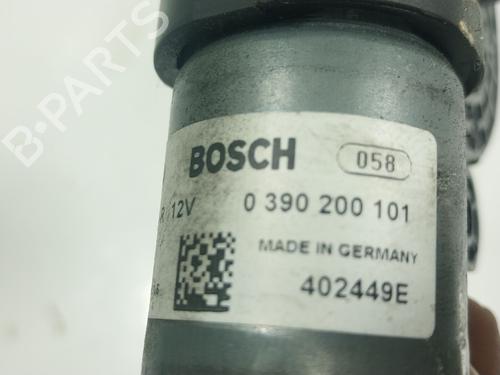 BOSCH 058
12V 0 390 200 101
MADE IN GERMANY
402449E
B-PARTS